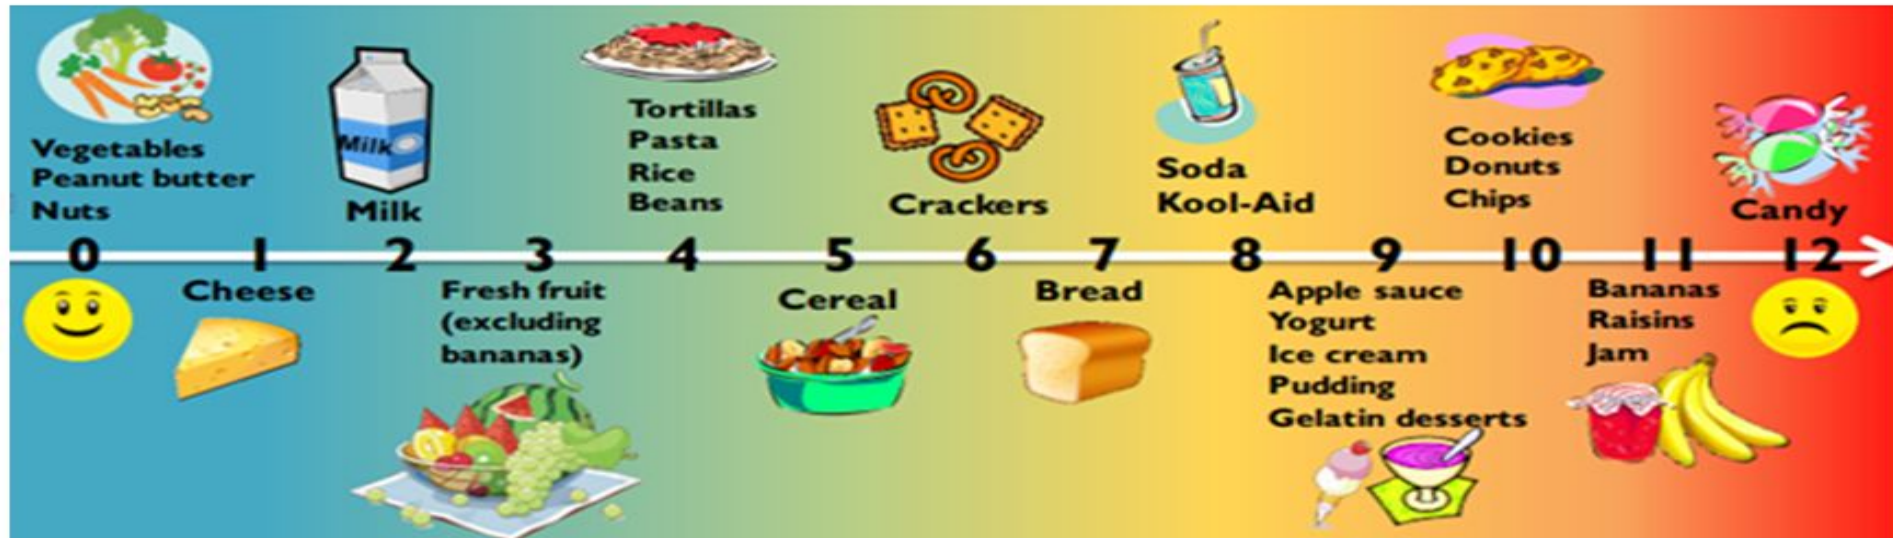 Vegetables
Peanut butter
Nuts
Milk
Milk
Tortillas
Pasta
Rice
Beans
Crackers
Soda
Kool-Aid
Cookies
Donuts
Chips
Candy
0 1 2 3 4 5 6 7 8 9 10 11 12
Cheese
Fresh fruit
(excluding
bananas)
Cereal
Bread
Apple sauce
Yogurt
Ice cream
Pudding
Gelatin desserts
Bananas
Raisins
Jam